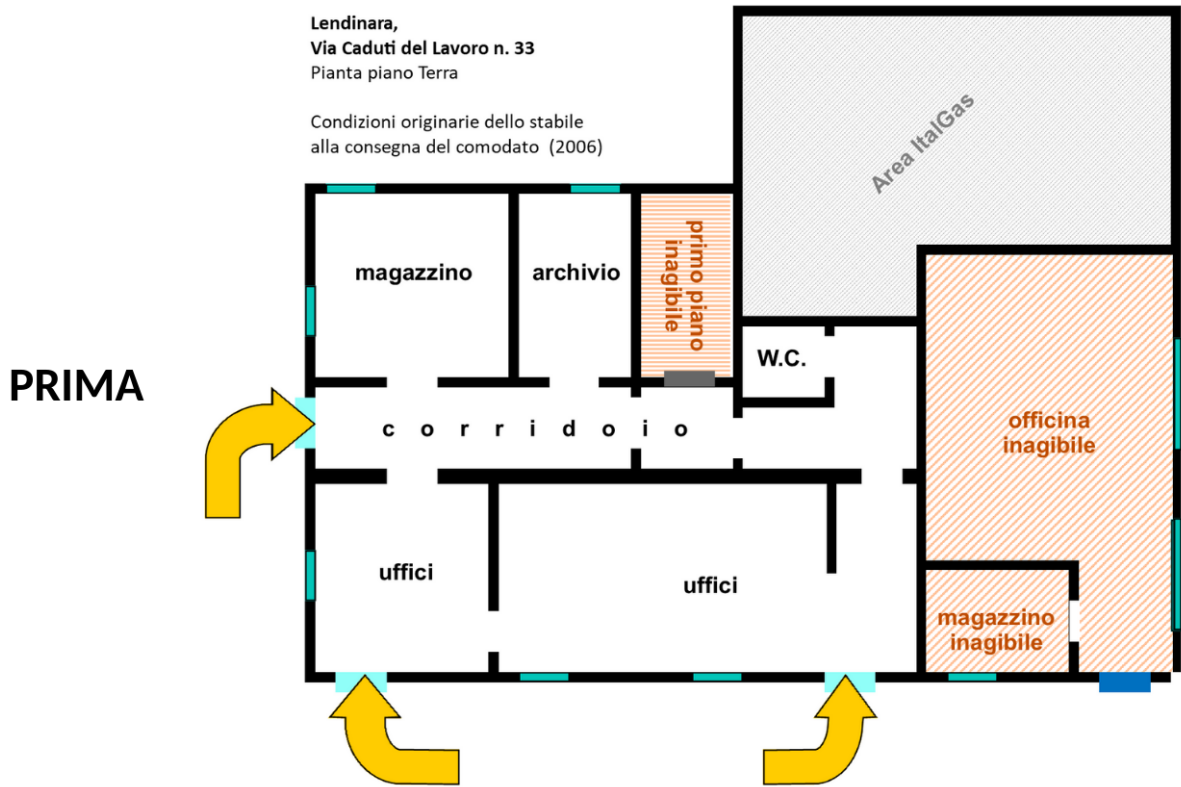 Lendinara,
Via Caduti del Lavoro n. 33
Pianta piano Terra
Condizioni originarie dello stabile
alla consegna del comodato (2006)
Area ItalGas
magazzino
archivio
primo piano
inagibile
W.C.
PRIMA
corridoio
officina
inagibile
uffici
uffici
magazzino
inagibile